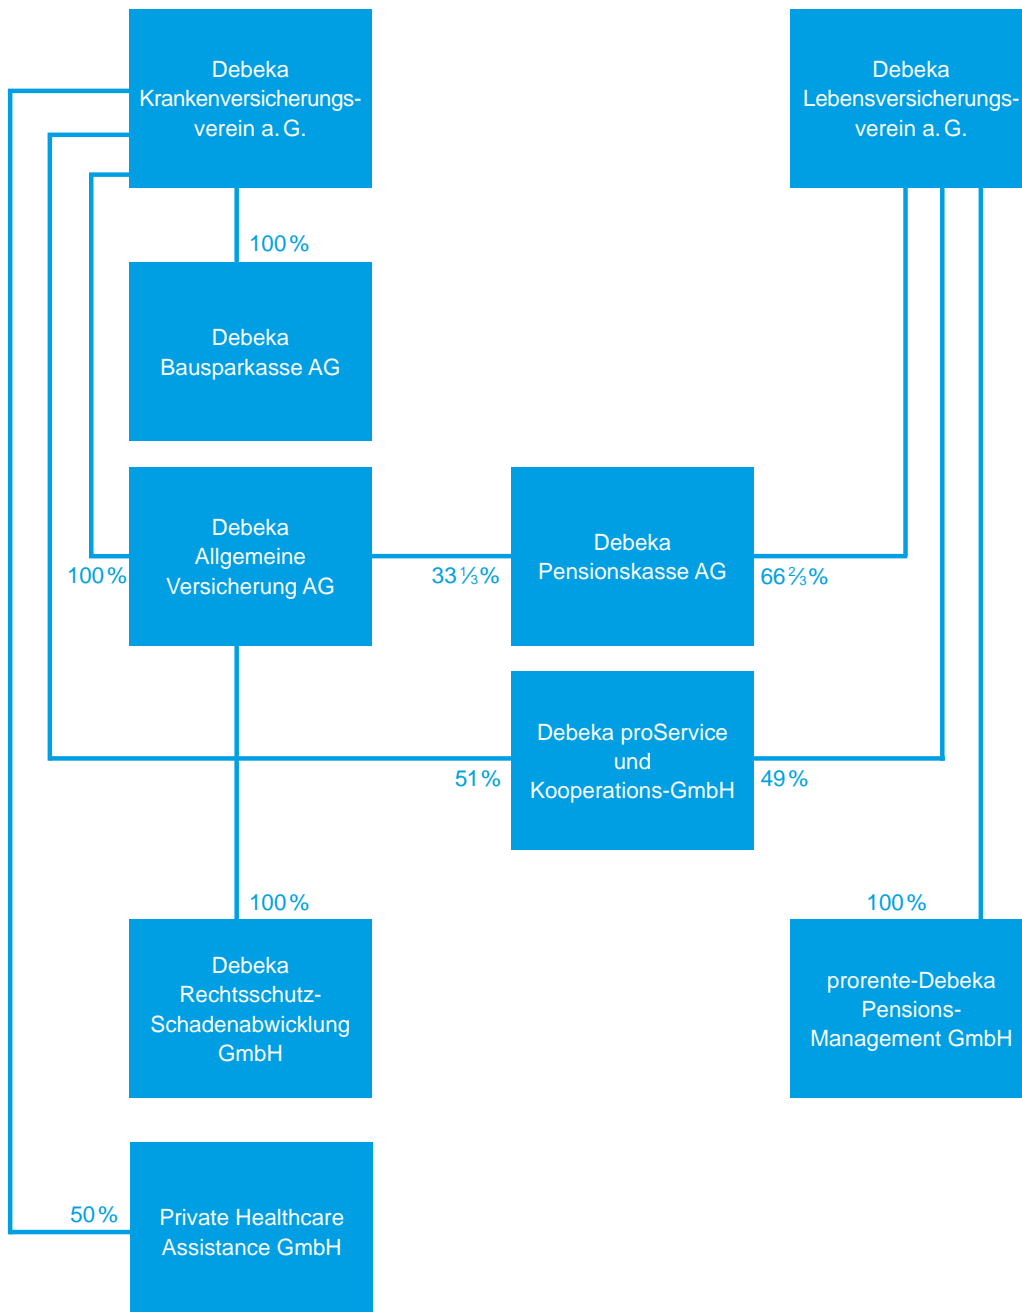 Debeka
Krankenversicherungs-
verein a. G.
Debeka
Lebensversicherungs-
verein a. G.
100 %
Debeka
Bausparkasse AG
Debeka
Allgemeine
Versicherung AG
100 %
33 ⅓ %
Debeka
Pensionskasse AG
66 ⅔ %
Debeka proService
und
Kooperations-GmbH
51 %
49 %
100 %
100 %
Debeka
Rechtsschutz-
Schadenabwicklung
GmbH
prorente-Debeka
Pensions-
Management GmbH
50 %
Private Healthcare
Assistance GmbH